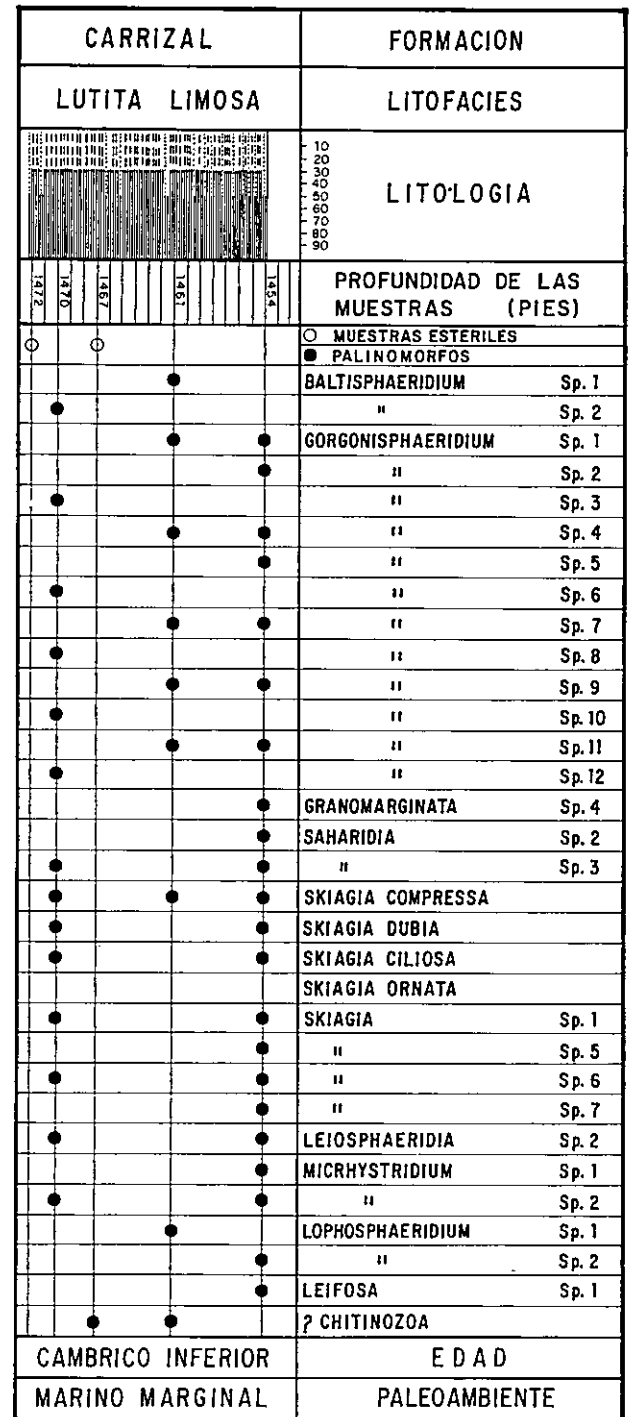 CARRIZAL FORMACION
LUTITA LIMOSA LITOFACIES
10
20
30
40
50
60
70
80
90
LITOLOGIA
1472 1470 1467 1461 1454 PROFUNDIDAD DE LAS
MUESTRAS (PIES)
MUESTRAS ESTERILES
PALINOMORFOS
BALTISPHAERIDIUM Sp. 1
" Sp. 2
GORGONISPHAERIDIUM Sp. 1
" Sp. 2
" Sp. 3
" Sp. 4
" Sp. 5
" Sp. 6
" Sp. 7
" Sp. 8
" Sp. 9
" Sp. 10
" Sp. 11
" Sp. 12
GRANOMARGINATA Sp. 4
SAHARIDIA Sp. 2
" Sp. 3
SKIAGIA COMPRESSA
SKIAGIA DUBIA
SKIAGIA CILIOSA
SKIAGIA ORNATA
SKIAGIA Sp. 1
" Sp. 5
" Sp. 6
" Sp. 7
LEIOSPHAERIDIA Sp. 2
MICRHYSTRIDIUM Sp. 1
" Sp. 2
LOPHOSPHAERIDIUM Sp. 1
" Sp. 2
LEIFOSA Sp. 1
? CHITINOZOA
CAMBRICO INFERIOR EDAD
MARINO MARGINAL PALEOAMBIENTE